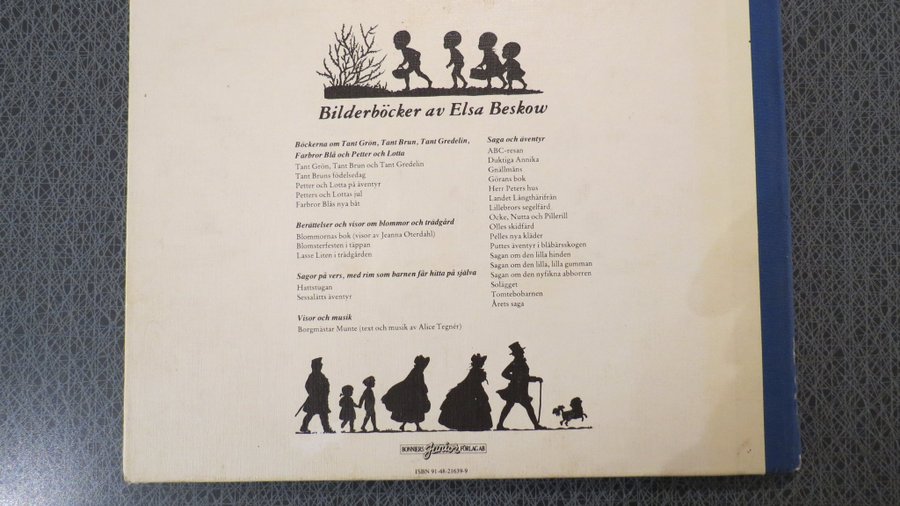 Bilderböcker av Elsa Beskow
Böckerna om Tant Grön, Tant Brun, Tant Gredelin,
Farbror Blå och Petter och Lotta
Tant Grön, Tant Brun och Tant Gredelin
Tant Bruns födelsedag
Petter och Lotta på äventyr
Petters och Lottas jul
Farbror Blås nya båt
Berättelser och visor om blommor och trädgård
Blommornas bok (visor av Jeanna Oterdahl)
Blomsterfesten i täppan
Lasse Liten i trädgården
Sagor på vers, med rim som barnen får hitta på själva
Hattstugan
Sessalätts äventyr
Visor och musik
Borgmästar Munte (text och musik av Alice Tegnér)
Saga och äventyr
ABC-resan
Duktiga Annika
Gnällmåns
Görans bok
Herr Peters hus
Landet Långthärifrån
Lillebrors segelfärd
Ocke, Nutta och Pillerill
Olles skidfärd
Pelles nya kläder
Puttes äventyr i blåbärsskogen
Sagan om den lilla hinden
Sagan om den lilla, lilla gumman
Sagan om den nyfikna abborren
Solägget
Tomtebobarnen
Årets saga
BONNIERS Junior FÖRLAG AB
ISBN 91-48-21639-9